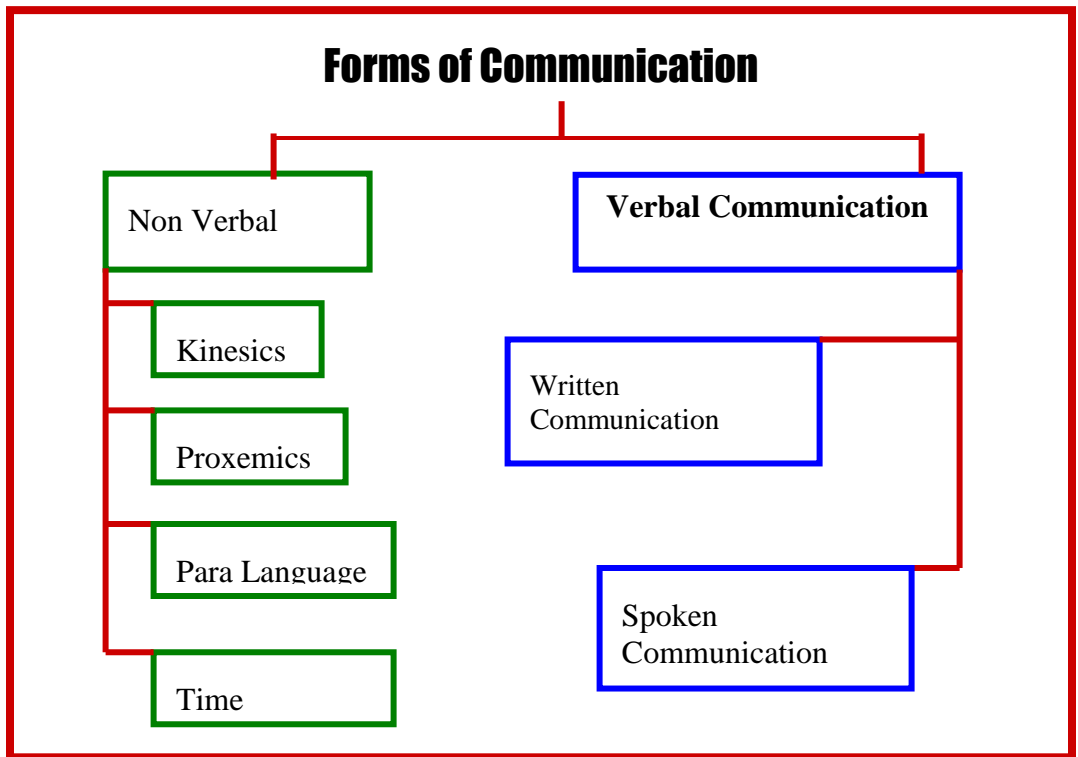 Forms of Communication
Non Verbal
Verbal Communication
Kinesics
Proxemics
Para Language
Time
Written
Communication
Spoken
Communication